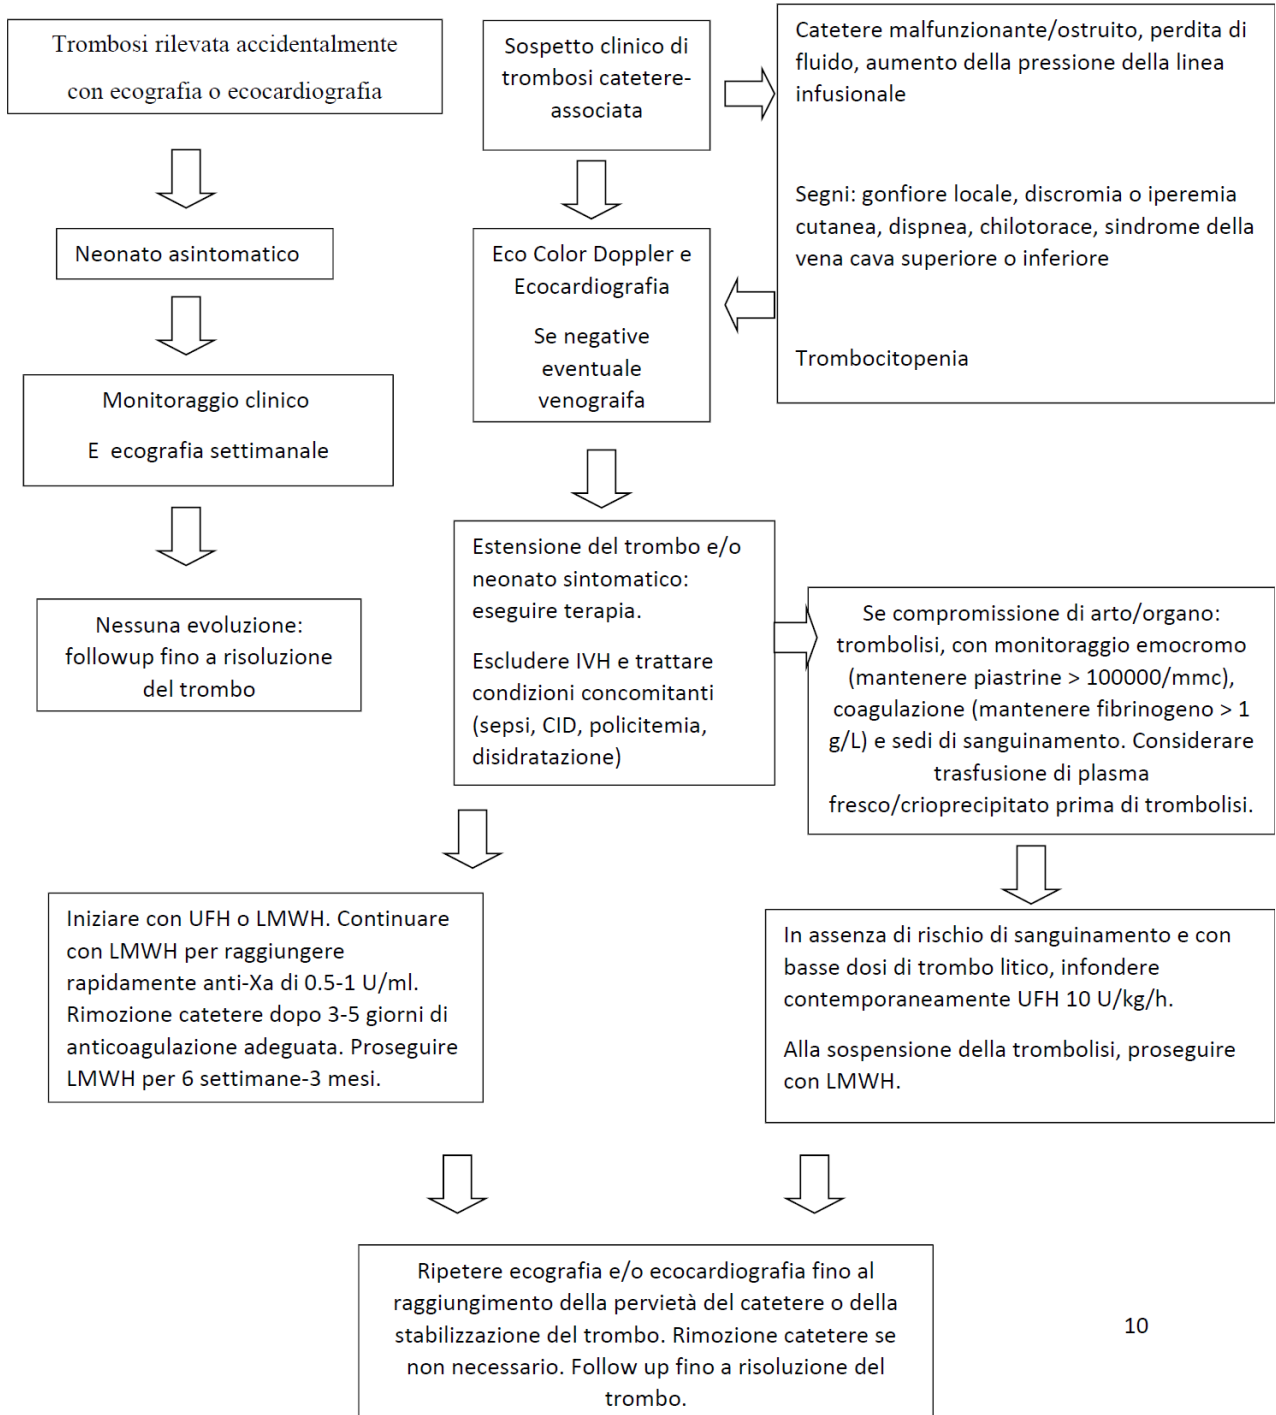 Trombosi rilevata accidentalmente
con ecografia o ecocardiografia
Neonato asintomatico
Monitoraggio clinico
E ecografia settimanale
Nessuna evoluzione:
followup fino a risoluzione
del trombo
Sospetto clinico di
trombosi catetere-
associata
Catetere malfunzionante/ostruito, perdita di
fluido, aumento della pressione della linea
infusionale
Segni: gonfiore locale, discromia o iperemia
cutanea, dispnea, chilotorace, sindrome della
vena cava superiore o inferiore
Trombocitopenia
Eco Color Doppler e
Ecocardiografia
Se negative
eventuale
venograifa
Estensione del trombo e/o
neonato sintomatico:
eseguire terapia.
Escludere IVH e trattare
condizioni concomitanti
(sepsi, CID, policitemia,
disidratazione)
Se compromissione di arto/organo:
trombolisi, con monitoraggio emocromo
(mantenere piastrine > 100000/mmc),
coagulazione (mantenere fibrinogeno > 1
g/L) e sedi di sanguinamento. Considerare
trasfusione di plasma
fresco/crioprecipitato prima di trombolisi.
Iniziare con UFH o LMWH. Continuare
con LMWH per raggiungere
rapidamente anti-Xa di 0.5-1 U/ml.
Rimozione catetere dopo 3-5 giorni di
anticoagulazione adeguata. Proseguire
LMWH per 6 settimane-3 mesi.
In assenza di rischio di sanguinamento e con
basse dosi di trombo litico, infondere
contemporaneamente UFH 10 U/kg/h.
Alla sospensione della trombolisi, proseguire
con LMWH.
Ripetere ecografia e/o ecocardiografia fino al
raggiungimento della pervietà del catetere o della
stabilizzazione del trombo. Rimozione catetere se
non necessario. Follow up fino a risoluzione del
trombo.
10